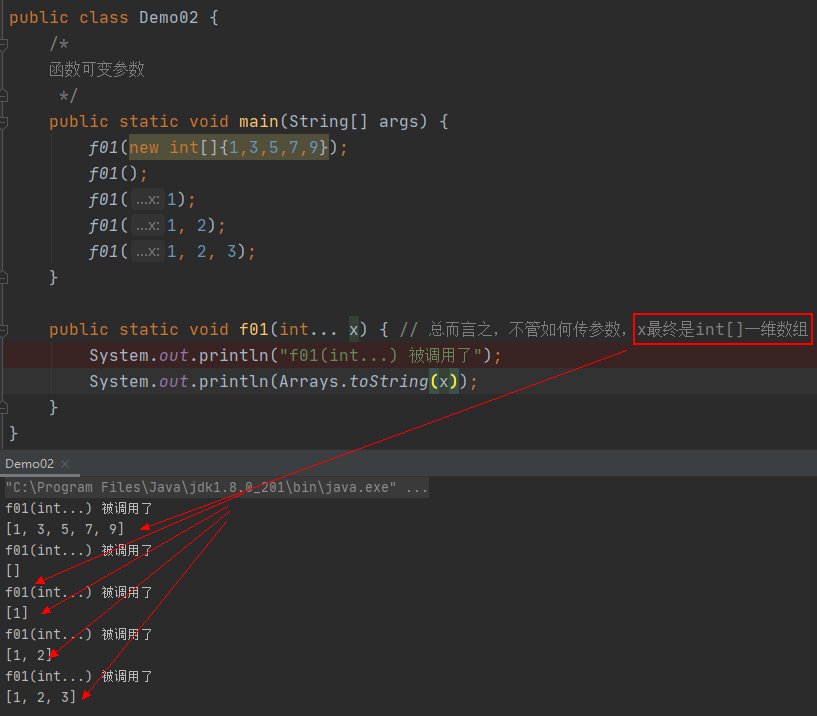 public class Demo02 {
/*
函数可变参数
*/
public static void main(String[] args) {
f01(new int[]{1,3,5,7,9});
f01();
f01( ...x: 1);
f01( ...x: 1, 2);
f01( ...x: 1, 2, 3);
}
public static void f01(int... x) { // 总而言之，不管如何传参数，x最终是int[]一维数组
System.out.println("f01(int...) 被调用了");
System.out.println(Arrays.toString(x));
}
}
Demo02 ×
"C:\Program Files\Java\jdk1.8.0_201\bin\java.exe" ...
f01(int...) 被调用了
[1, 3, 5, 7, 9]
f01(int...) 被调用了
[]
f01(int...) 被调用了
[1]
f01(int...) 被调用了
[1, 2]
f01(int...) 被调用了
[1, 2, 3]